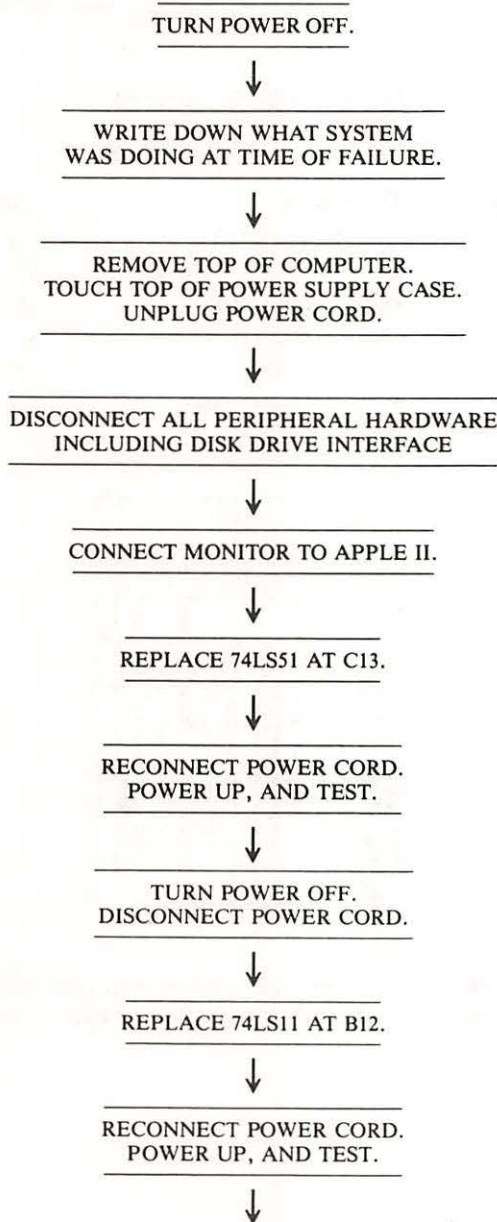 TURN POWER OFF.
WRITE DOWN WHAT SYSTEM
WAS DOING AT TIME OF FAILURE.
REMOVE TOP OF COMPUTER.
TOUCH TOP OF POWER SUPPLY CASE.
UNPLUG POWER CORD.
DISCONNECT ALL PERIPHERAL HARDWARE
INCLUDING DISK DRIVE INTERFACE
CONNECT MONITOR TO APPLE II.
REPLACE 74LS51 AT C13.
RECONNECT POWER CORD.
POWER UP, AND TEST.
TURN POWER OFF.
DISCONNECT POWER CORD.
REPLACE 74LS11 AT B12.
RECONNECT POWER CORD.
POWER UP, AND TEST.